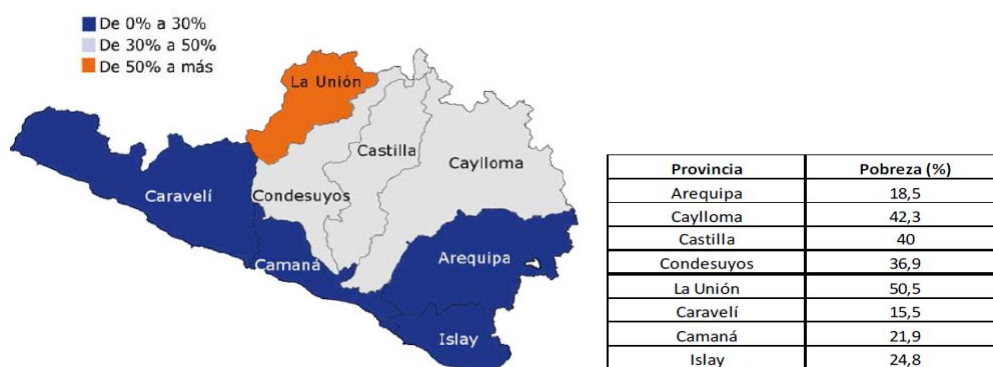 De 0% a 30%
De 30% a 50%
De 50% a más
La Unión
Castilla
Caylloma
Caravelí
Condesuyos
Camaná
Arequipa
Islay
Provincia Pobreza (%)
Arequipa 18,5
Caylloma 42,3
Castilla 40
Condesuyos 36,9
La Unión 50,5
Caravelí 15,5
Camaná 21,9
Islay 24,8